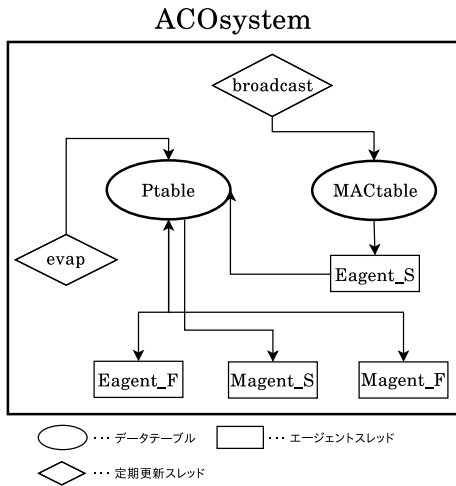 ACOsystem
broadcast
Ptable
MACtable
evap
Eagent_S
Eagent_F
Magent_S
Magent_F
･･･ データテーブル
･･･ エージェントスレッド
･･･ 定期更新スレッド